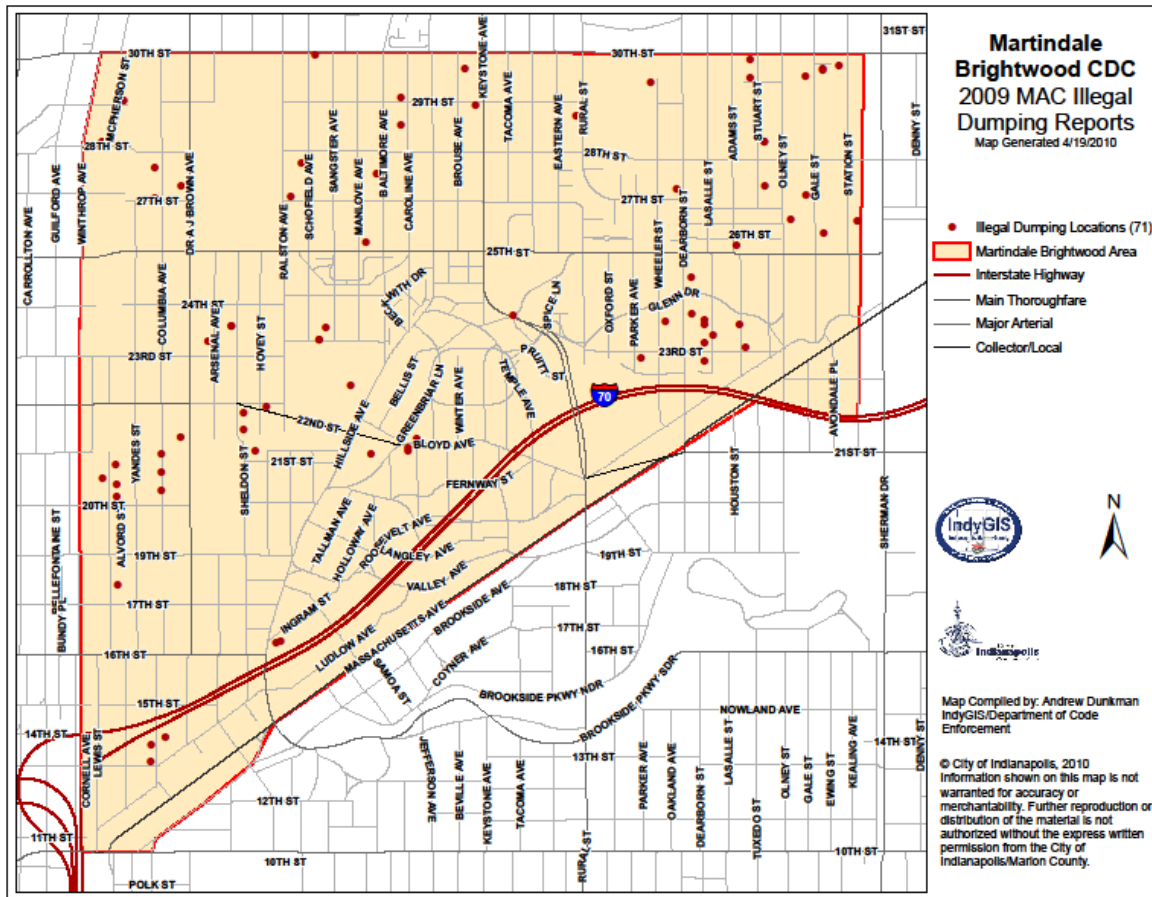 Martindale
Brightwood CDC
2009 MAC Illegal
Dumping Reports
Map Generated 4/19/2010
Illegal Dumping Locations (71)
Martindale Brightwood Area
Interstate Highway
Main Thoroughfare
Major Arterial
Collector/Local
N
IndyGIS
Indianapolis
Map Compiled by: Andrew Dunkman
IndyGIS/Department of Code
Enforcement
© City of Indianapolis, 2010
Information shown on this map is not
warranted for accuracy or
merchantability. Further reproduction or
distribution of the material is not
authorized without the express written
permission from the City of
Indianapolis/Marion County.
31ST ST
30TH ST
30TH ST
MCPHERSON ST
KEYSTONE AVE
29TH ST
TACOMA AVE
RURAL ST
ADAMS ST
STUART ST
DENNY ST
28TH ST
28TH ST
EASTERN AVE
GUILFORD AVE
WINTHROP AVE
CARROLLTON AVE
27TH ST
DR A J BROWN AVE
RALSTON AVE
SCHOFIELD AVE
SANGSTER AVE
MANLOVE AVE
BALTIMORE AVE
CAROLINE AVE
BROUSE AVE
27TH ST
WHEELER ST
DEARBORN ST
LASALLE ST
OLNEY ST
GALE ST
STATION ST
26TH ST
25TH ST
COLUMBIA AVE
24TH ST
ARSENAL AVE
HOVEY ST
BECKWITH DR
SPICE LN
OXFORD ST
PARKER AVE
GLENN DR
23RD ST
23RD ST
PRUITT ST
TEMPLE AVE
BELLIS ST
GREENBRIAR LN
WINTER AVE
HILLSIDE AVE
70
AVONDALE PL
22ND ST
BLOYD AVE
YANDES ST
SHELDON ST
21ST ST
21ST ST
FERNWAY ST
HOUSTON ST
SHERMAN DR
20TH ST
ALVORD ST
TALLMAN AVE
HOLLOWAY AVE
ROOSEVELT AVE
LANGLEY AVE
19TH ST
19TH ST
BELLEFONTAINE ST
BUNDY PL
VALLEY AVE
18TH ST
17TH ST
INGRAM ST
MASSACHUSETTS AVE
BROOKSIDE AVE
17TH ST
LUDLOW AVE
16TH ST
16TH ST
SAMOA ST
COYNER AVE
BROOKSIDE PKWY NDR
BROOKSIDE PKWY SDR
15TH ST
NOWLAND AVE
14TH ST
14TH ST
CORNELL AVE
LEWIS ST
13TH ST
JEFFERSON AVE
BEVILLE AVE
KEYSTONE AVE
TACOMA AVE
PARKER AVE
OAKLAND AVE
DEARBORN ST
LASALLE ST
TUXEDO ST
OLNEY ST
GALE ST
EWING ST
KEALING AVE
DENNY ST
12TH ST
11TH ST
10TH ST
RURAL ST
10TH ST
POLK ST